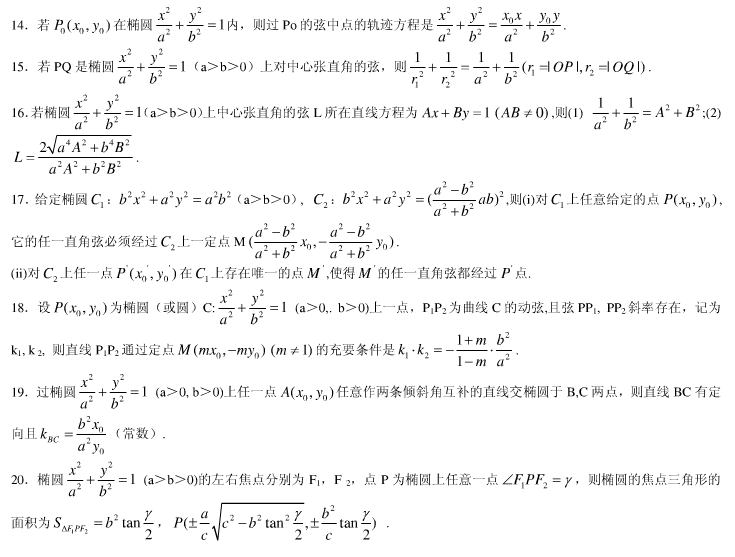 14．若 P₀(x₀, y₀) 在椭圆 x²/a² + y²/b² = 1 内，则过 Po 的弦中点的轨迹方程是 x²/a² + y²/b² = x₀x/a² + y₀y/b².
15．若 PQ 是椭圆 x²/a² + y²/b² = 1（a＞b＞0）上对中心张直角的弦，则 1/r₁² + 1/r₂² = 1/a² + 1/b² (r₁ =| OP |, r₂ =| OQ |) .
16.若椭圆 x²/a² + y²/b² = 1（a＞b＞0）上中心张直角的弦 L 所在直线方程为 Ax + By = 1 (AB ≠ 0) ,则(1) 1/a² + 1/b² = A² + B² ;(2)
L = 2√(a⁴A² + b⁴B²) / (a²A² + b²B²) .
17．给定椭圆 C₁：b²x² + a²y² = a²b²（a＞b＞0）, C₂：b²x² + a²y² = ((a² − b²)/(a² + b²) ab)² ,则(i)对 C₁ 上任意给定的点 P(x₀, y₀) ,
它的任一直角弦必须经过 C₂ 上一定点 M ((a² − b²)/(a² + b²) x₀, −(a² − b²)/(a² + b²) y₀) .
(ii)对 C₂ 上任一点 P'(x₀', y₀') 在 C₁ 上存在唯一的点 M' ,使得 M' 的任一直角弦都经过 P' 点.
18．设 P(x₀, y₀) 为椭圆（或圆）C: x²/a² + y²/b² = 1 (a＞0,. b＞0)上一点，P₁P₂ 为曲线 C 的动弦,且弦 PP₁, PP₂ 斜率存在，记为
k₁, k ₂, 则直线 P₁P₂ 通过定点 M (mx₀, −my₀) (m ≠ 1) 的充要条件是 k₁ · k₂ = −(1 + m)/(1 − m) · b²/a² .
19．过椭圆 x²/a² + y²/b² = 1 (a＞0, b＞0)上任一点 A(x₀, y₀) 任意作两条倾斜角互补的直线交椭圆于 B,C 两点，则直线 BC 有定
向且 k_BC = b²x₀/a²y₀（常数）.
20．椭圆 x²/a² + y²/b² = 1 (a＞b＞0)的左右焦点分别为 F₁，F ₂，点 P 为椭圆上任意一点 ∠F₁PF₂ = γ，则椭圆的焦点三角形的
面积为 S_ΔF₁PF₂ = b² tan γ/2，P(± a/c √(c² − b² tan² γ/2), ± b²/c tan γ/2) .